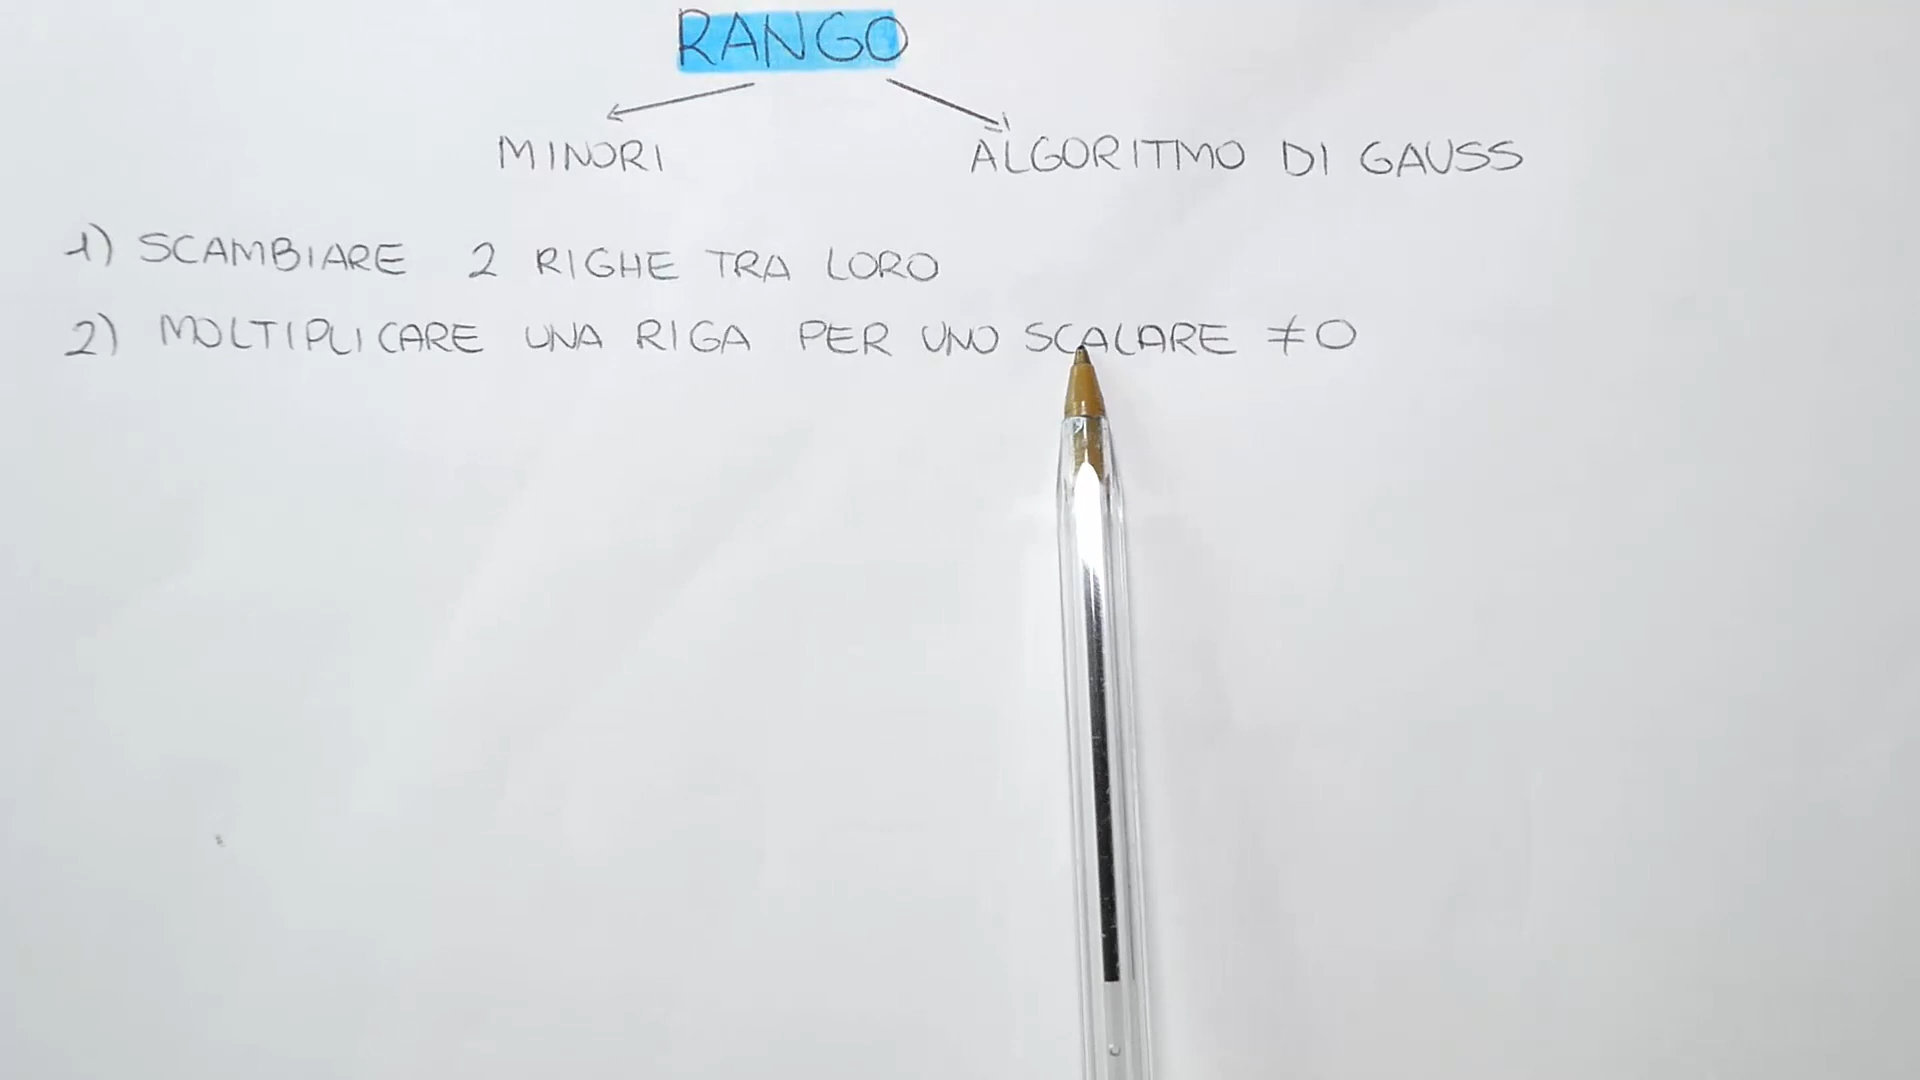 RANGO
MINORI ALGORITMO DI GAUSS
1) SCAMBIARE 2 RIGHE TRA LORO
2) MOLTIPLICARE UNA RIGA PER UNO SCALARE ≠0